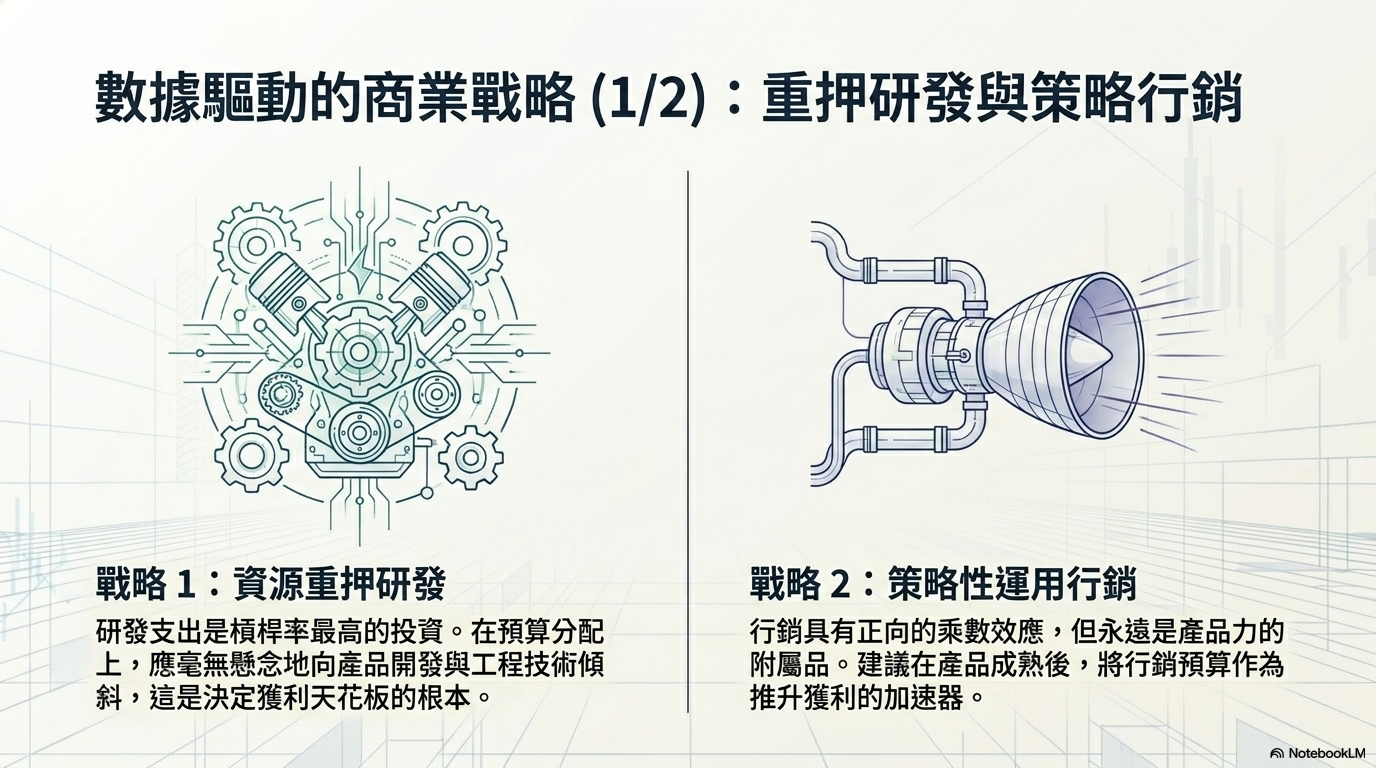 數據驅動的商業戰略 (1/2)：重押研發與策略行銷
戰略 1：資源重押研發
研發支出是槓桿率最高的投資。在預算分配
上，應毫無懸念地向產品開發與工程技術傾
斜，這是決定獲利天花板的根本。
戰略 2：策略性運用行銷
行銷具有正向的乘數效應，但永遠是產品力的
附屬品。建議在產品成熟後，將行銷預算作為
推升獲利的加速器。
NotebookLM